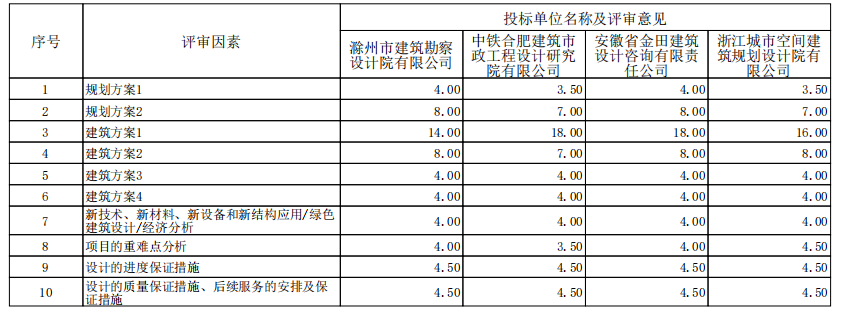 序号 评审因素 投标单位名称及评审意见
滁州市建筑勘察
设计院有限公司
中铁合肥建筑市
政工程设计研究
院有限公司
安徽省金田建筑
设计咨询有限责
任公司
浙江城市空间建
筑规划设计院有
限公司
1 规划方案1 4.00 3.50 4.00 3.50
2 规划方案2 8.00 7.00 8.00 7.00
3 建筑方案1 14.00 18.00 18.00 16.00
4 建筑方案2 8.00 7.00 8.00 8.00
5 建筑方案3 4.00 4.00 4.00 4.00
6 建筑方案4 4.00 4.00 4.00 4.00
7 新技术、新材料、新设备和新结构应用/绿色
建筑设计/经济分析 4.00 4.00 4.00 4.00
8 项目的重难点分析 4.00 3.50 4.00 4.50
9 设计的进度保证措施 4.50 4.50 4.50 4.50
10 设计的质量保证措施、后续服务的安排及保
证措施 4.50 4.50 4.50 4.50